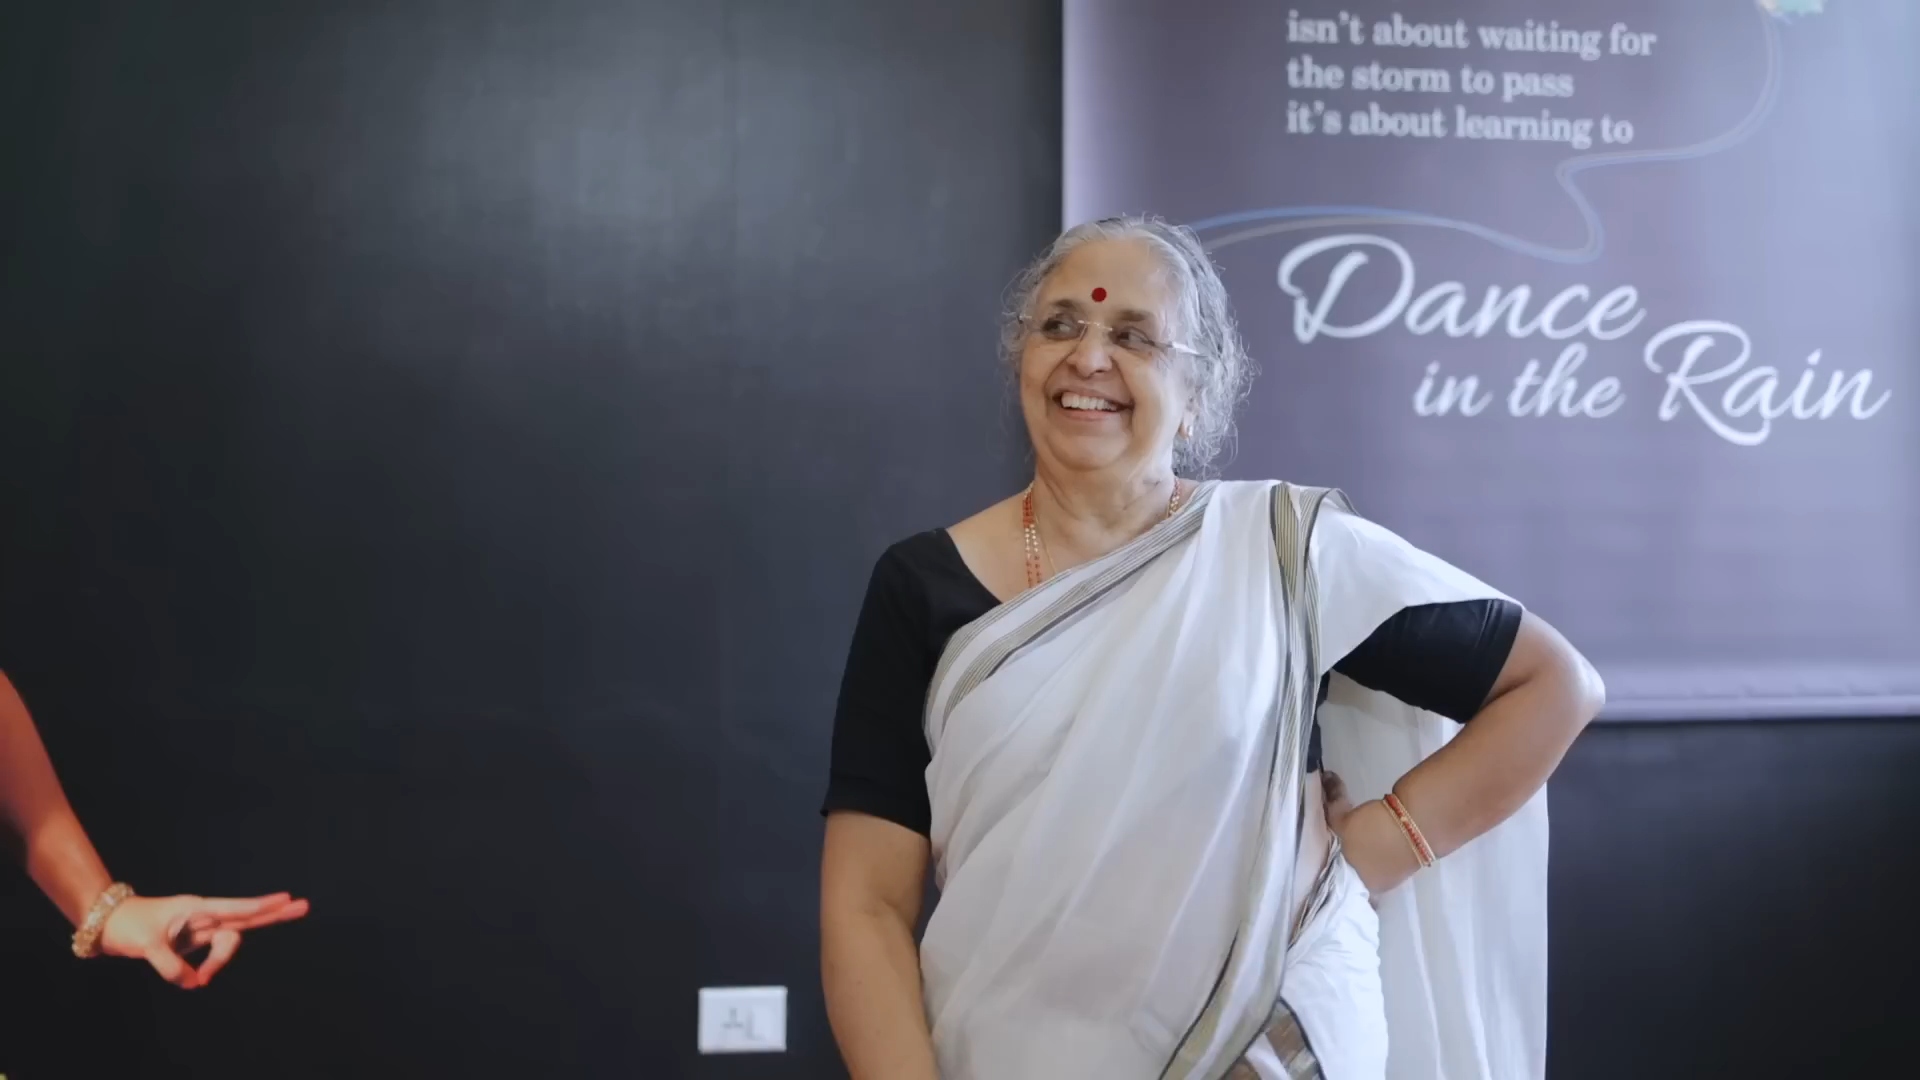 isn't about waiting for
the storm to pass
it's about learning to
Dance
in the Rain